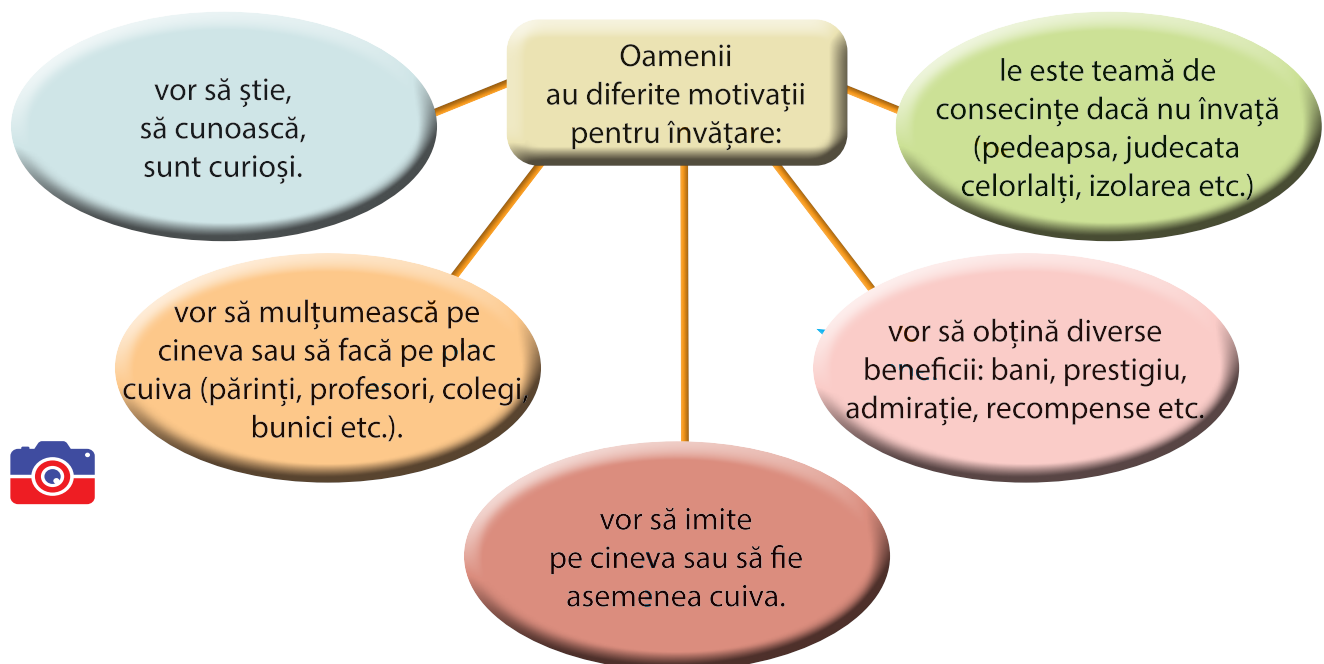 Oamenii
au diferite motivații
pentru învățare:
vor să știe,
să cunoască,
sunt curioși.
le este teamă de
consecințe dacă nu învață
(pedeapsa, judecata
celorlalți, izolarea etc.)
vor să mulțumească pe
cineva sau să facă pe plac
cuiva (părinți, profesori, colegi,
bunici etc.).
vor să obțină diverse
beneficii: bani, prestigiu,
admirație, recompense etc.
vor să imite
pe cineva sau să fie
asemenea cuiva.